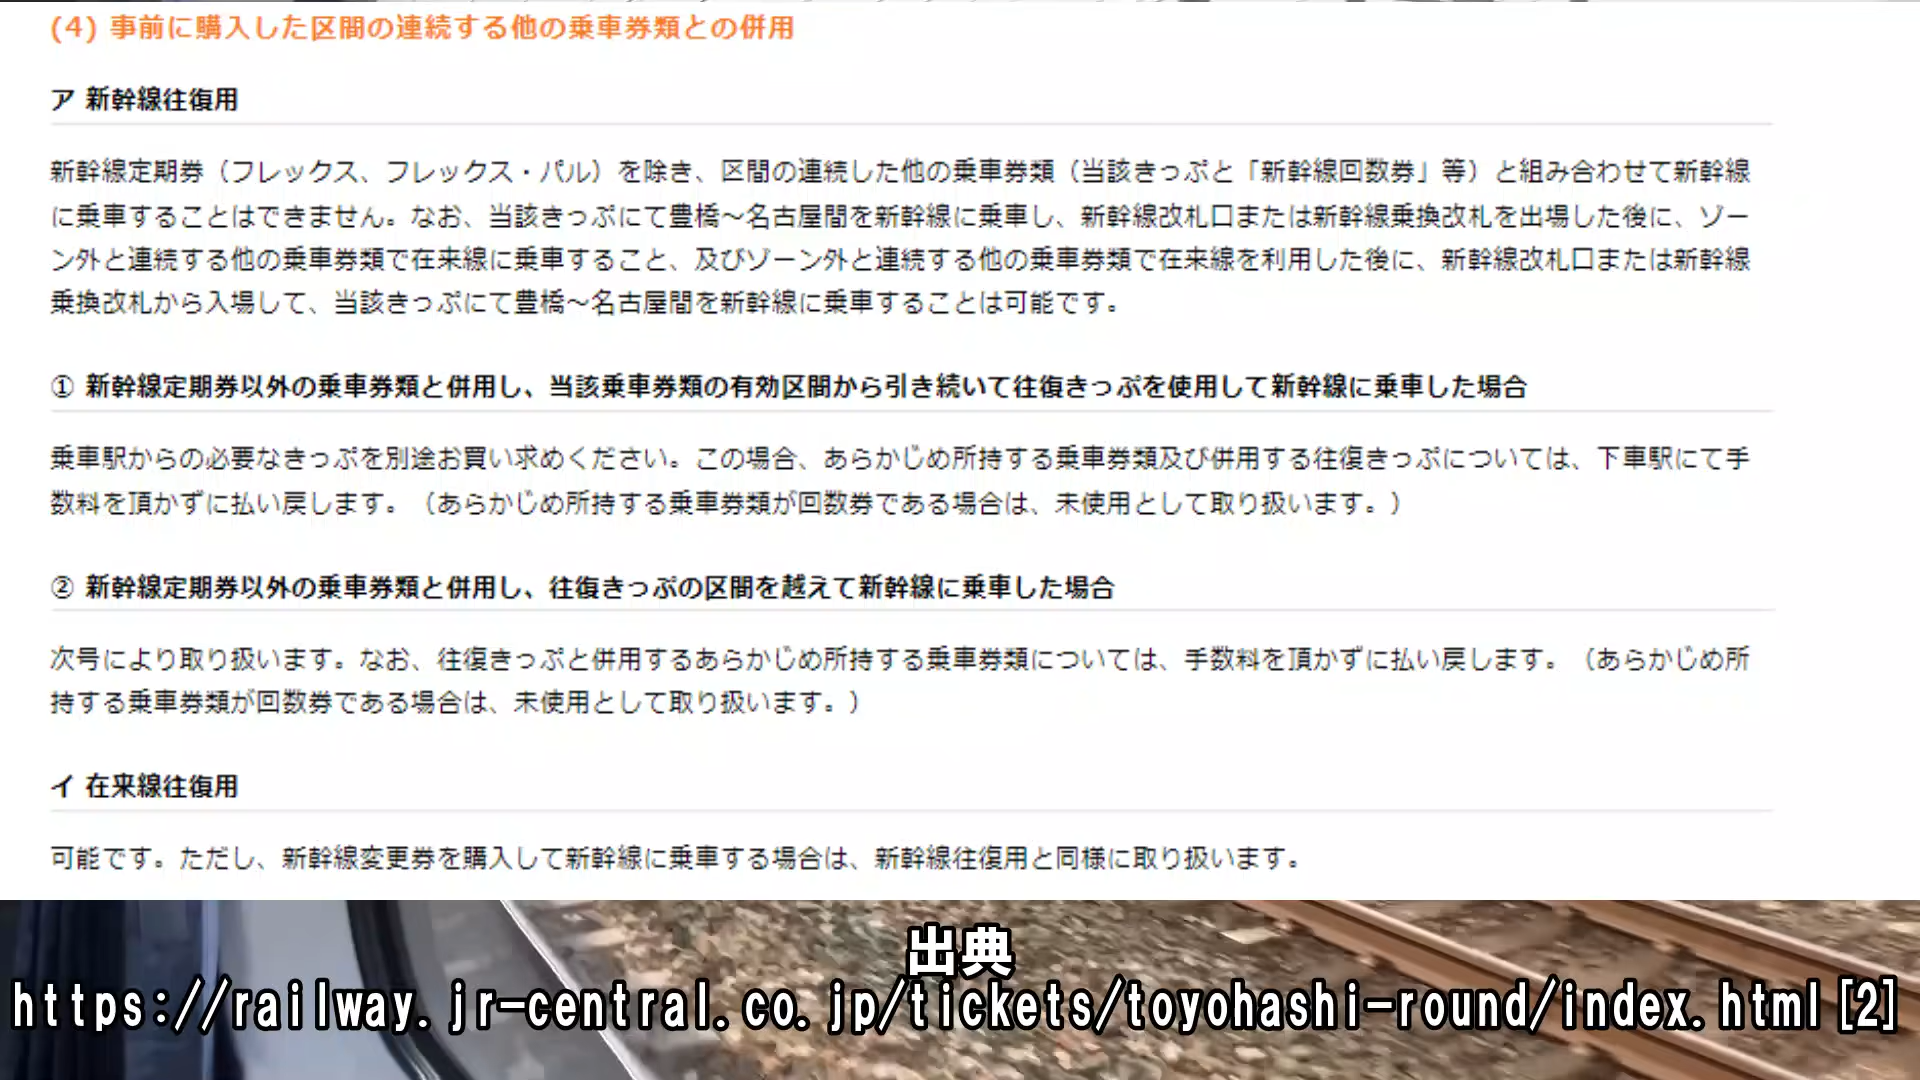 (4) 事前に購入した区間の連続する他の乗車券類との併用
ア 新幹線往復用
新幹線定期券（フレックス、フレックス・パル）を除き、区間の連続した他の乗車券類（当該きっぷと「新幹線回数券」等）と組み合わせて新幹線
に乗車することはできません。なお、当該きっぷにて豊橋～名古屋間を新幹線に乗車し、新幹線改札口または新幹線乗換改札を出場した後に、ゾー
ン外と連続する他の乗車券類で在来線に乗車すること、及びゾーン外と連続する他の乗車券類で在来線を利用した後に、新幹線改札口または新幹線
乗換改札から入場して、当該きっぷにて豊橋～名古屋間を新幹線に乗車することは可能です。
① 新幹線定期券以外の乗車券類と併用し、当該乗車券類の有効区間から引き続いて往復きっぷを使用して新幹線に乗車した場合
乗車駅からの必要なきっぷを別途お買い求めください。この場合、あらかじめ所持する乗車券類及び併用する往復きっぷについては、下車駅にて手
数料を頂かずに払い戻します。（あらかじめ所持する乗車券類が回数券である場合は、未使用として取り扱います。）
② 新幹線定期券以外の乗車券類と併用し、往復きっぷの区間を越えて新幹線に乗車した場合
次号により取り扱います。なお、往復きっぷと併用するあらかじめ所持する乗車券類については、手数料を頂かずに払い戻します。（あらかじめ所
持する乗車券類が回数券である場合は、未使用として取り扱います。）
イ 在来線往復用
可能です。ただし、新幹線変更券を購入して新幹線に乗車する場合は、新幹線往復用と同様に取り扱います。
出典
https://railway.jr-central.co.jp/tickets/toyohashi-round/index.html[2]